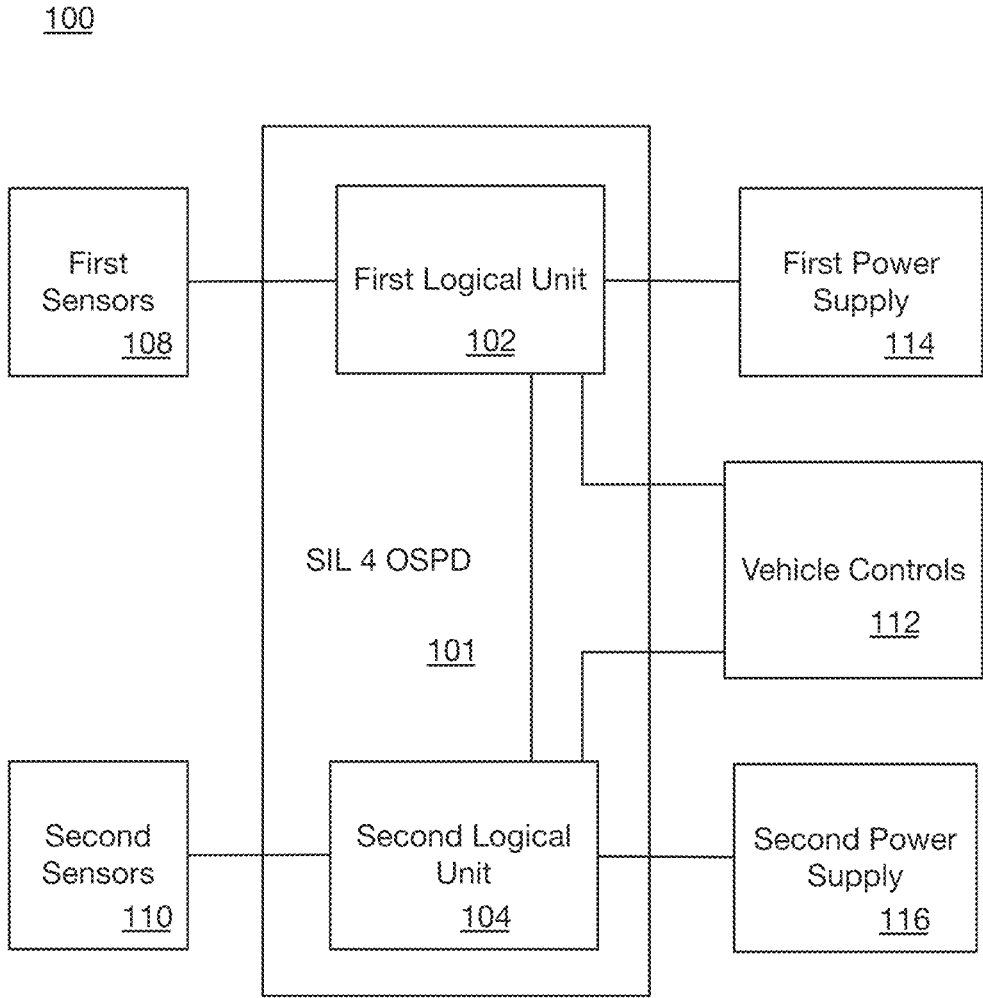 100
First
Sensors
108
First Logical Unit
102
First Power
Supply
114
SIL 4 OSPD
101
Vehicle Controls
112
Second
Sensors
110
Second Logical
Unit
104
Second Power
Supply
116